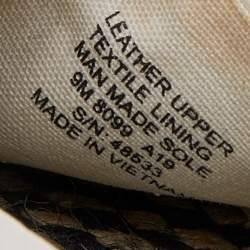 LEATHER UPPER
TEXTILE LINING
MAN MADE SOLE
9M 8099 A19
S/N: 48533
MADE IN VIETNAM